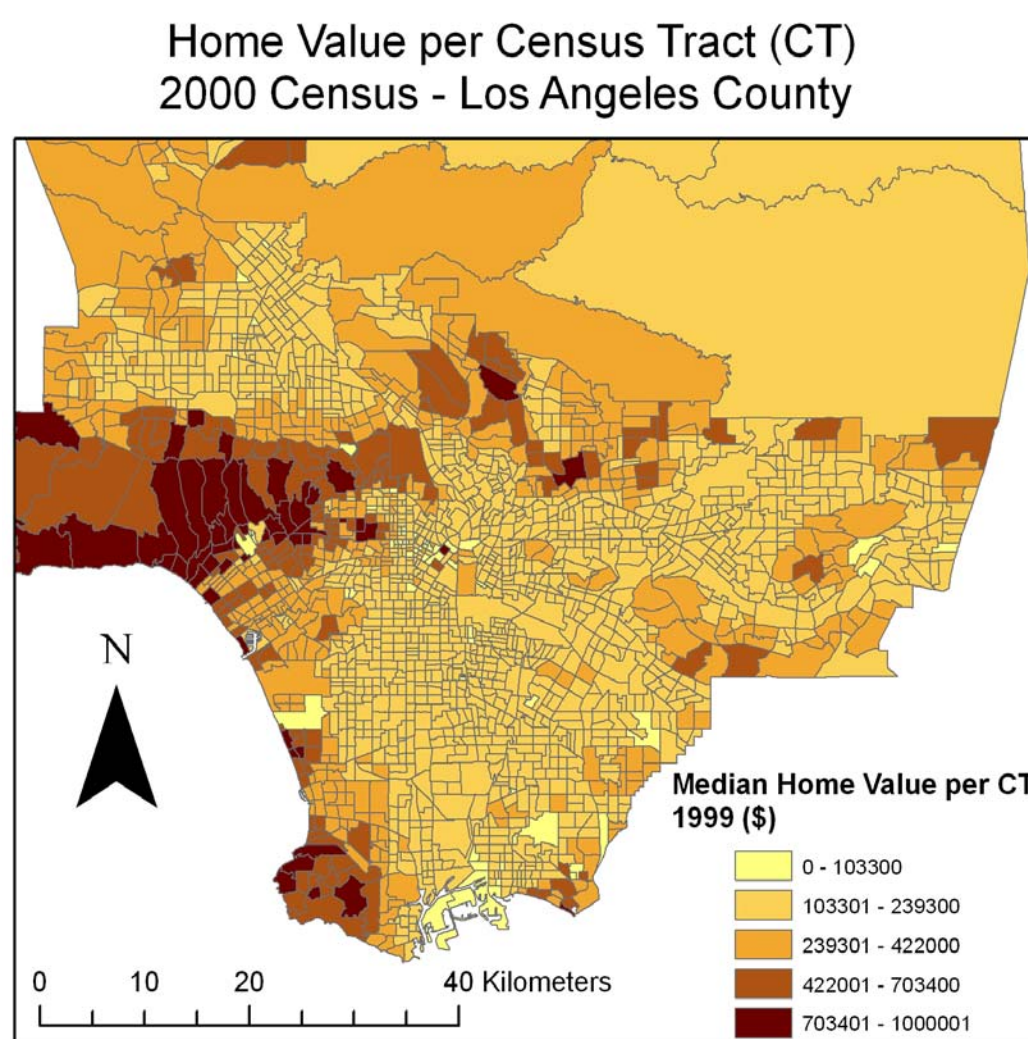 Home Value per Census Tract (CT)
2000 Census - Los Angeles County
N
Median Home Value per CT
1999 ($)
0 - 103300
103301 - 239300
239301 - 422000
422001 - 703400
703401 - 1000001
0 10 20 40 Kilometers